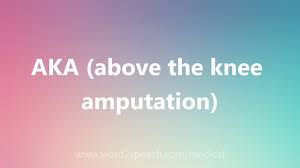 AKA (above the knee
amputation)
www.word2speech.com/medical